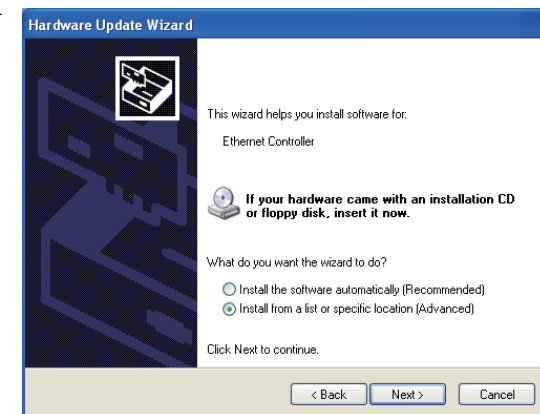 Hardware Update Wizard
This wizard helps you install software for:
Ethernet Controller
If your hardware came with an installation CD
or floppy disk, insert it now.
What do you want the wizard to do?
Install the software automatically (Recommended)
Install from a list or specific location (Advanced)
Click Next to continue.
< Back Next > Cancel